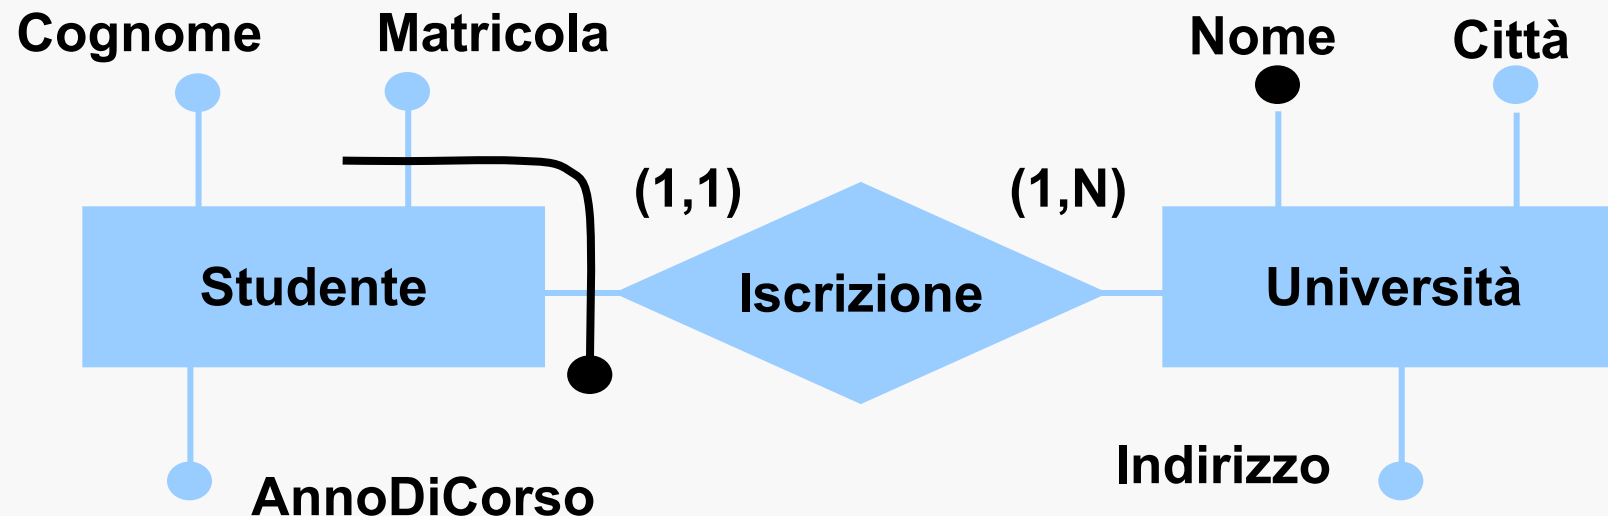 Cognome
Matricola
Nome
Città
(1,1)
(1,N)
Studente
Iscrizione
Università
AnnoDiCorso
Indirizzo